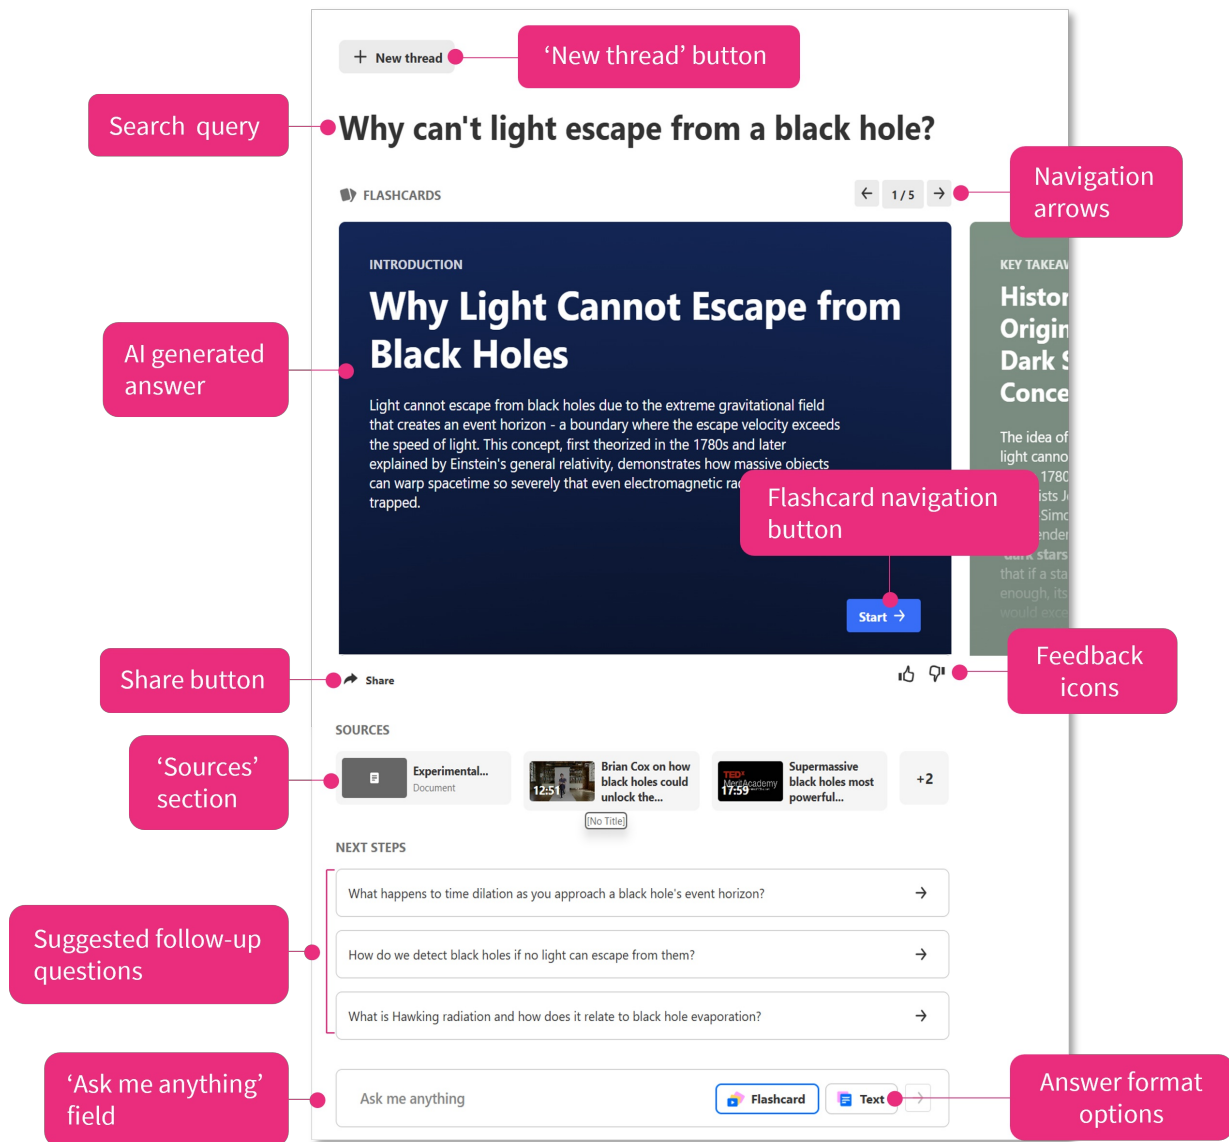 + New thread
‘New thread’ button
Search query
Why can't light escape from a black hole?
FLASHCARDS
1 / 5
Navigation
arrows
INTRODUCTION
Why Light Cannot Escape from
Black Holes
AI generated
answer
Light cannot escape from black holes due to the extreme gravitational field
that creates an event horizon - a boundary where the escape velocity exceeds
the speed of light. This concept, first theorized in the 1780s and later
explained by Einstein's general relativity, demonstrates how massive objects
can warp spacetime so severely that even electromagnetic
trapped.
KEY
The idea of
light
1780
that if a
enough, its
would
Flashcard navigation
button
Start
Share button
Share
Feedback
icons
SOURCES
‘Sources’
section
Experimental...
Document
12:51
Brian Cox on how
black holes could
unlock the...
TEDx
MeritAcademy
17:59
Supermassive
black holes most
powerful...
+2
[No Title]
NEXT STEPS
Suggested follow-up
questions
What happens to time dilation as you approach a black hole's event horizon?
How do we detect black holes if no light can escape from them?
What is Hawking radiation and how does it relate to black hole evaporation?
‘Ask me anything’
field
Ask me anything
Flashcard
Text
Answer format
options